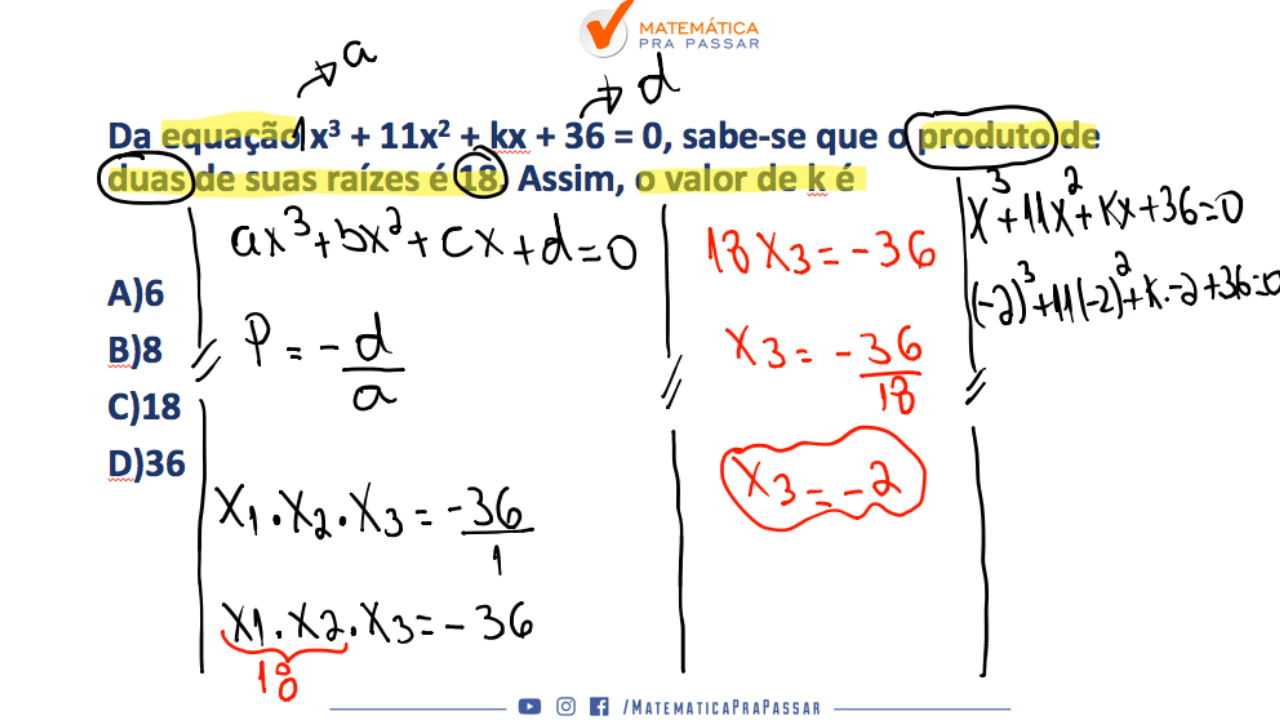 MATEMÁTICA
PRA PASSAR
a
d
Da equação 1x³ + 11x² + kx + 36 = 0, sabe-se que o produto de
duas de suas raízes é 18. Assim, o valor de k é
A)6
B)8
C)18
D)36
ax³+bx²+cx+d=0
P = -d/a
x1.x2.x3 = -36/1
x1.x2.x3 = -36
18
18x3 = -36
x3 = -36/18
x3 = -2
x³+11x²+kx+36=0
(-2)³+11(-2)²+k.-2+36=0
/MATEMATICAPRAPASSAR